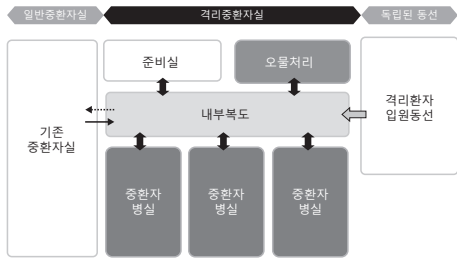 일반중환자실
격리중환자실
독립된 동선
준비실
오물처리
내부복도
기존
중환자실
격리환자
입원동선
중환자
병실
중환자
병실
중환자
병실